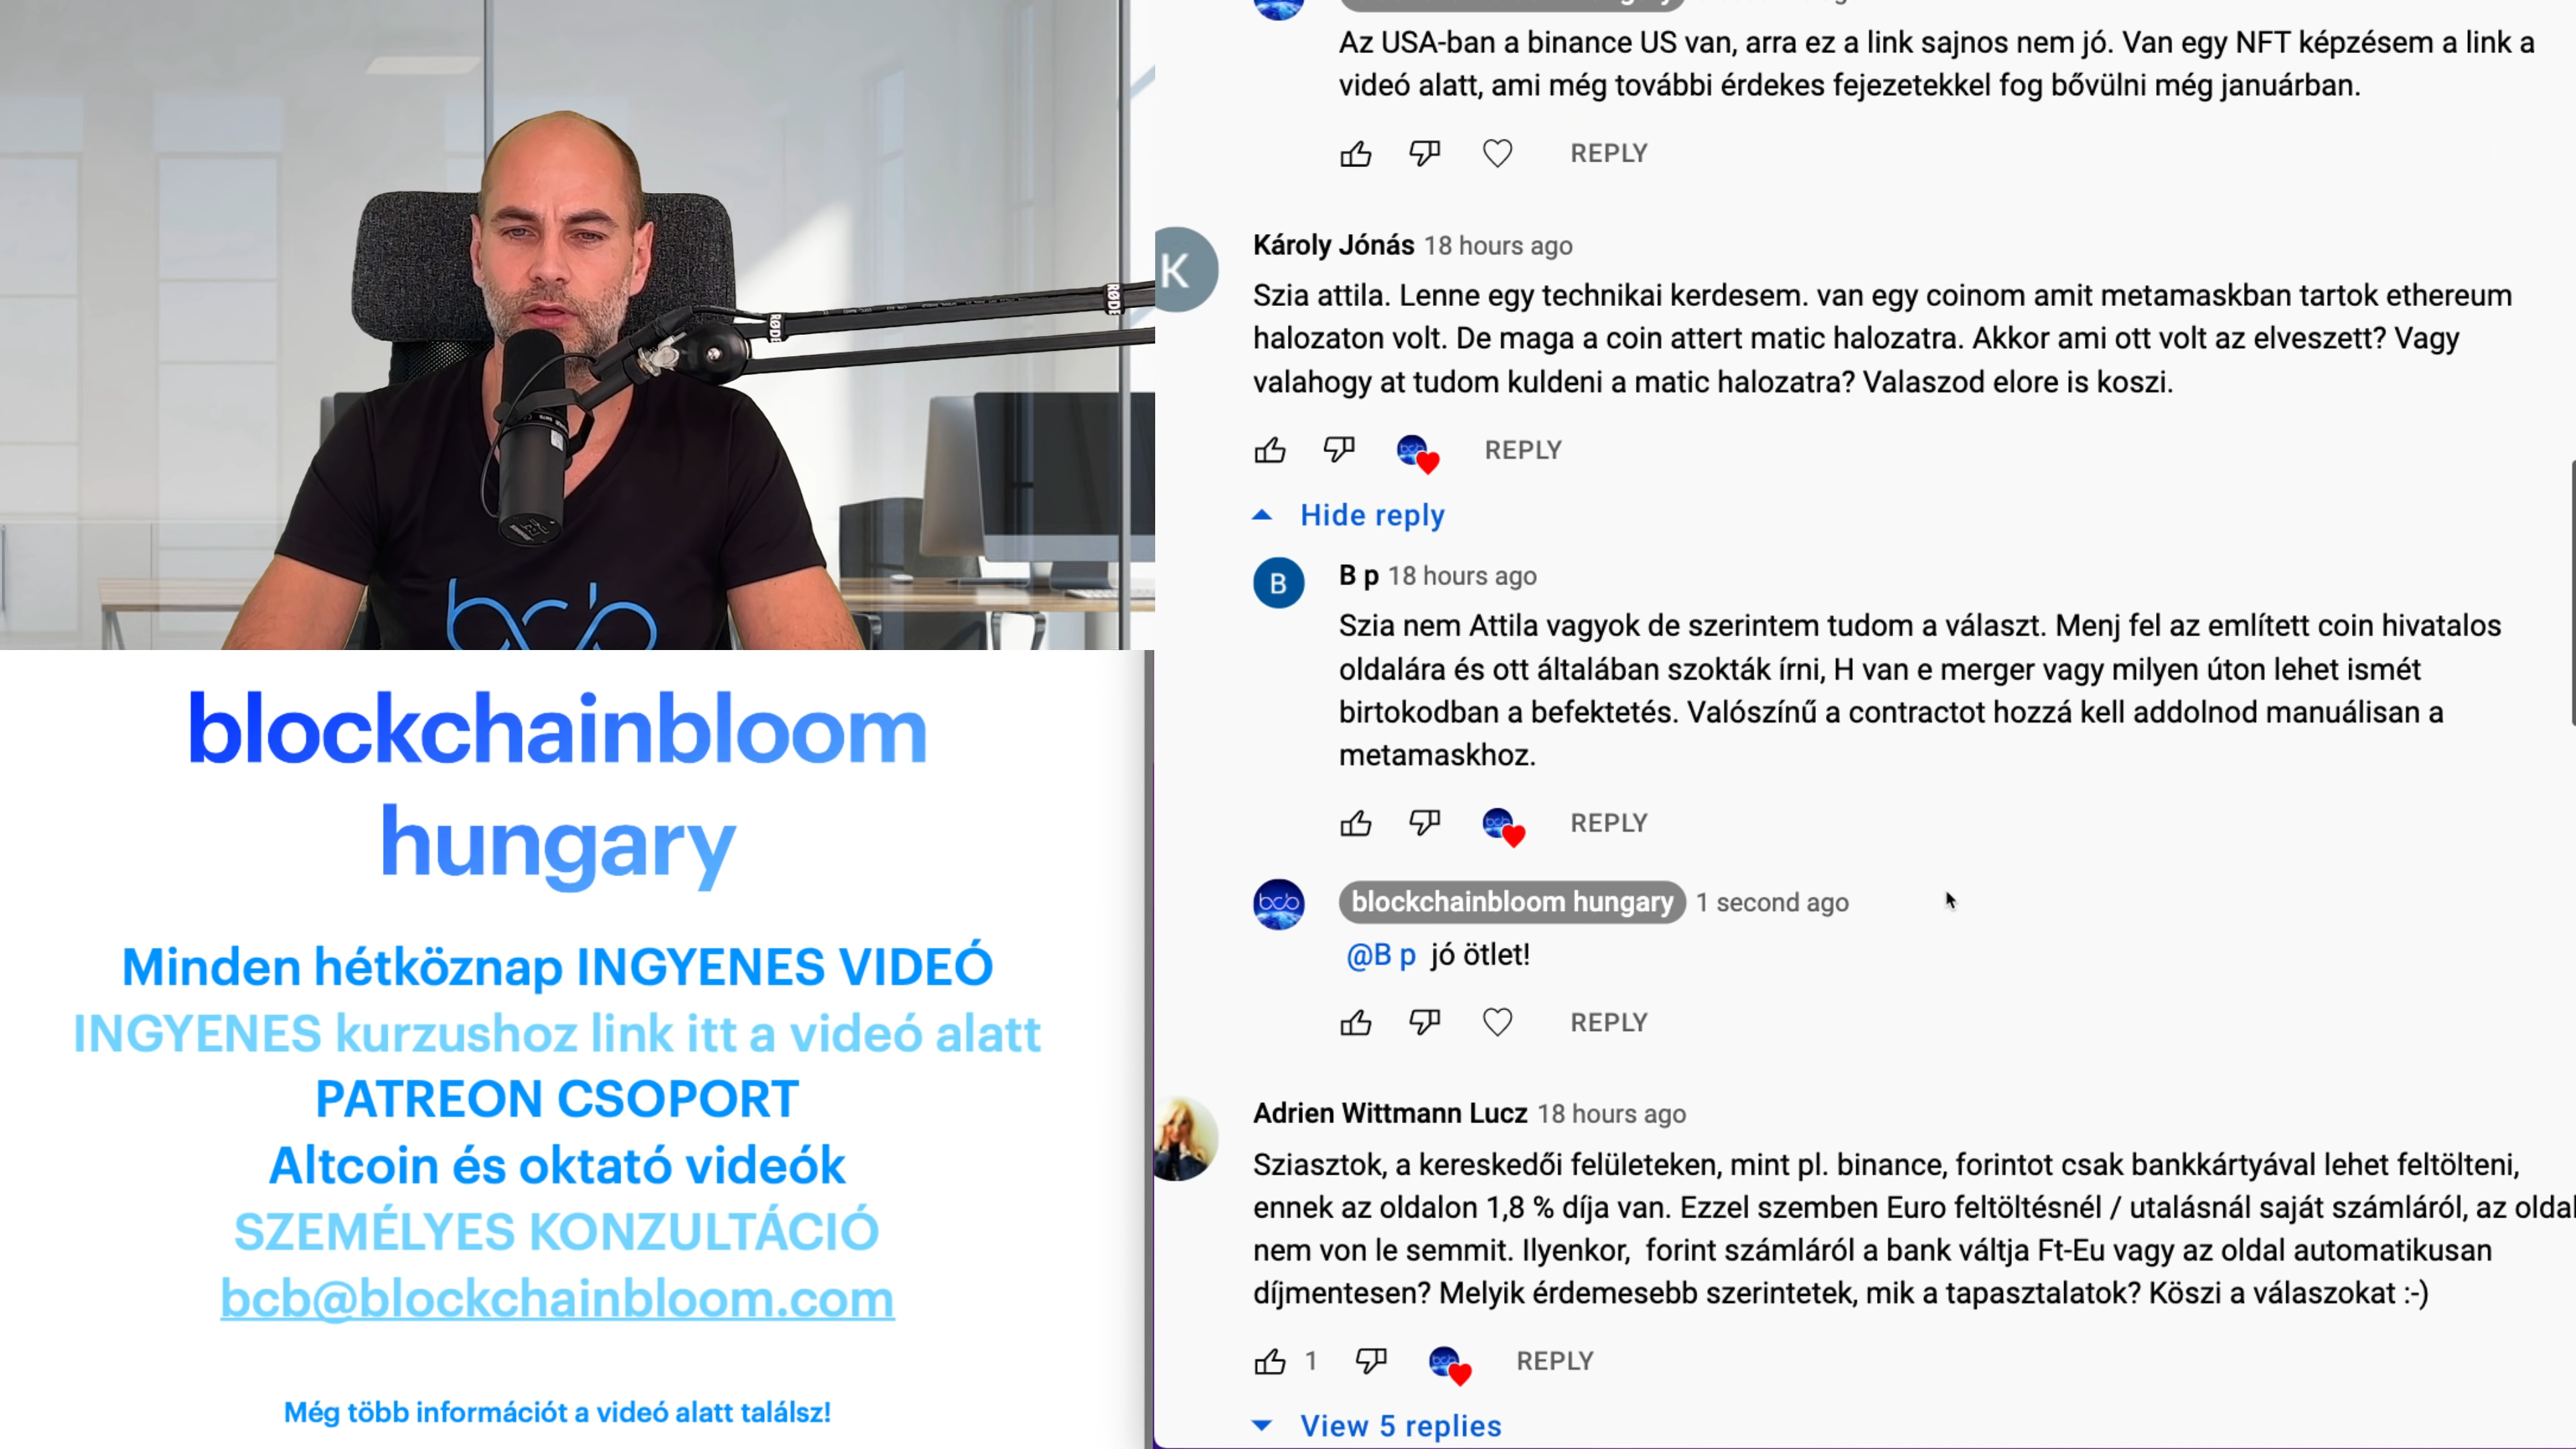 RØDE
RØDE
bcb
blockchainbloom
hungary
Minden hétköznap INGYENES VIDEÓ
INGYENES kurzushoz link itt a videó alatt
PATREON CSOPORT
Altcoin és oktató videók
SZEMÉLYES KONZULTÁCIÓ
bcb@blockchainbloom.com
Még több információt a videó alatt találsz!
Az USA-ban a binance US van, arra ez a link sajnos nem jó. Van egy NFT képzésem a link a
videó alatt, ami még további érdekes fejezetekkel fog bővülni még januárban.
REPLY
K
Károly Jónás 18 hours ago
Szia attila. Lenne egy technikai kerdesem. van egy coinom amit metamaskban tartok ethereum
halozaton volt. De maga a coin attert matic halozatra. Akkor ami ott volt az elveszett? Vagy
valahogy at tudom kuldeni a matic halozatra? Valaszod elore is koszi.
bcb
REPLY
Hide reply
B
B p 18 hours ago
Szia nem Attila vagyok de szerintem tudom a választ. Menj fel az említett coin hivatalos
oldalára és ott általában szokták írni, H van e merger vagy milyen úton lehet ismét
birtokodban a befektetés. Valószínű a contractot hozzá kell addolnod manuálisan a
metamaskhoz.
bcb
REPLY
bcb
blockchainbloom hungary 1 second ago
@B p jó ötlet!
REPLY
Adrien Wittmann Lucz 18 hours ago
Sziasztok, a kereskedői felületeken, mint pl. binance, forintot csak bankkártyával lehet feltölteni,
ennek az oldalon 1,8 % díja van. Ezzel szemben Euro feltöltésnél / utalásnál saját számláról, az oldal
nem von le semmit. Ilyenkor, forint számláról a bank váltja Ft-Eu vagy az oldal automatikusan
díjmentesen? Melyik érdemesebb szerintetek, mik a tapasztalatok? Köszi a válaszokat :-)
1
bcb
REPLY
View 5 replies